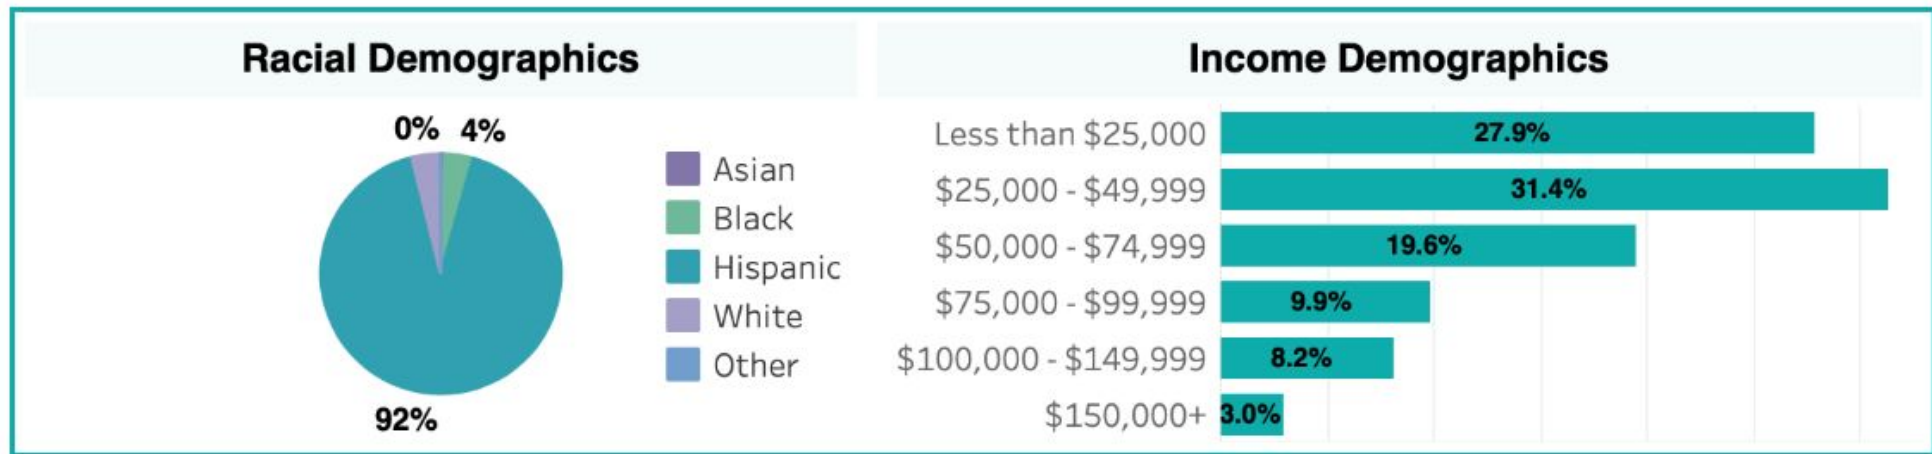 Racial Demographics
0% 4%
92%
Asian
Black
Hispanic
White
Other
Income Demographics
Less than $25,000 27.9%
$25,000 - $49,999 31.4%
$50,000 - $74,999 19.6%
$75,000 - $99,999 9.9%
$100,000 - $149,999 8.2%
$150,000+ 3.0%